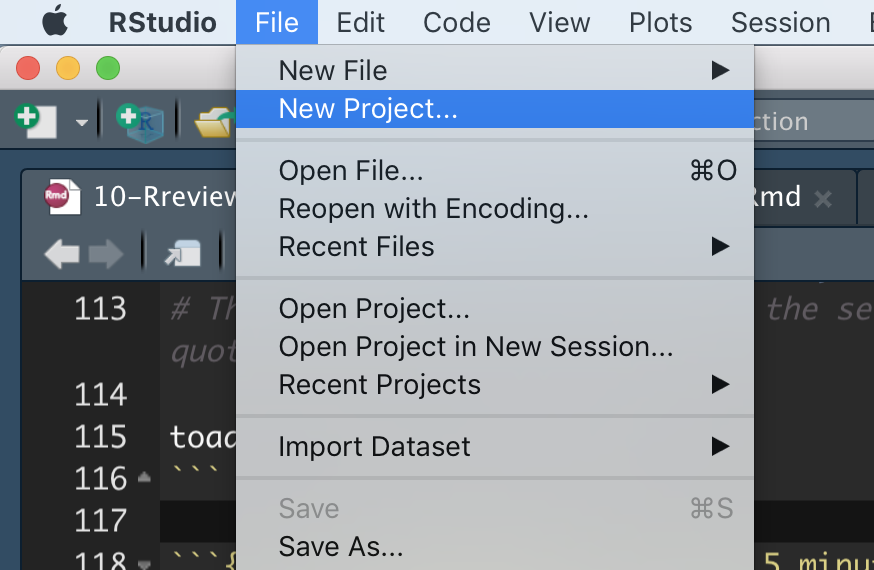 RStudio File Edit Code View Plots Session
New File
New Project...
ction
Open File... ⌘O
10-Rreview Rmd
Reopen with Encoding...
Recent Files
113 # Th the se
Open Project...
quot
Open Project in New Session...
114
Recent Projects
115 toad
Import Dataset
116 ```
117
Save ⌘S
118 ```{ 5 minu
Save As...